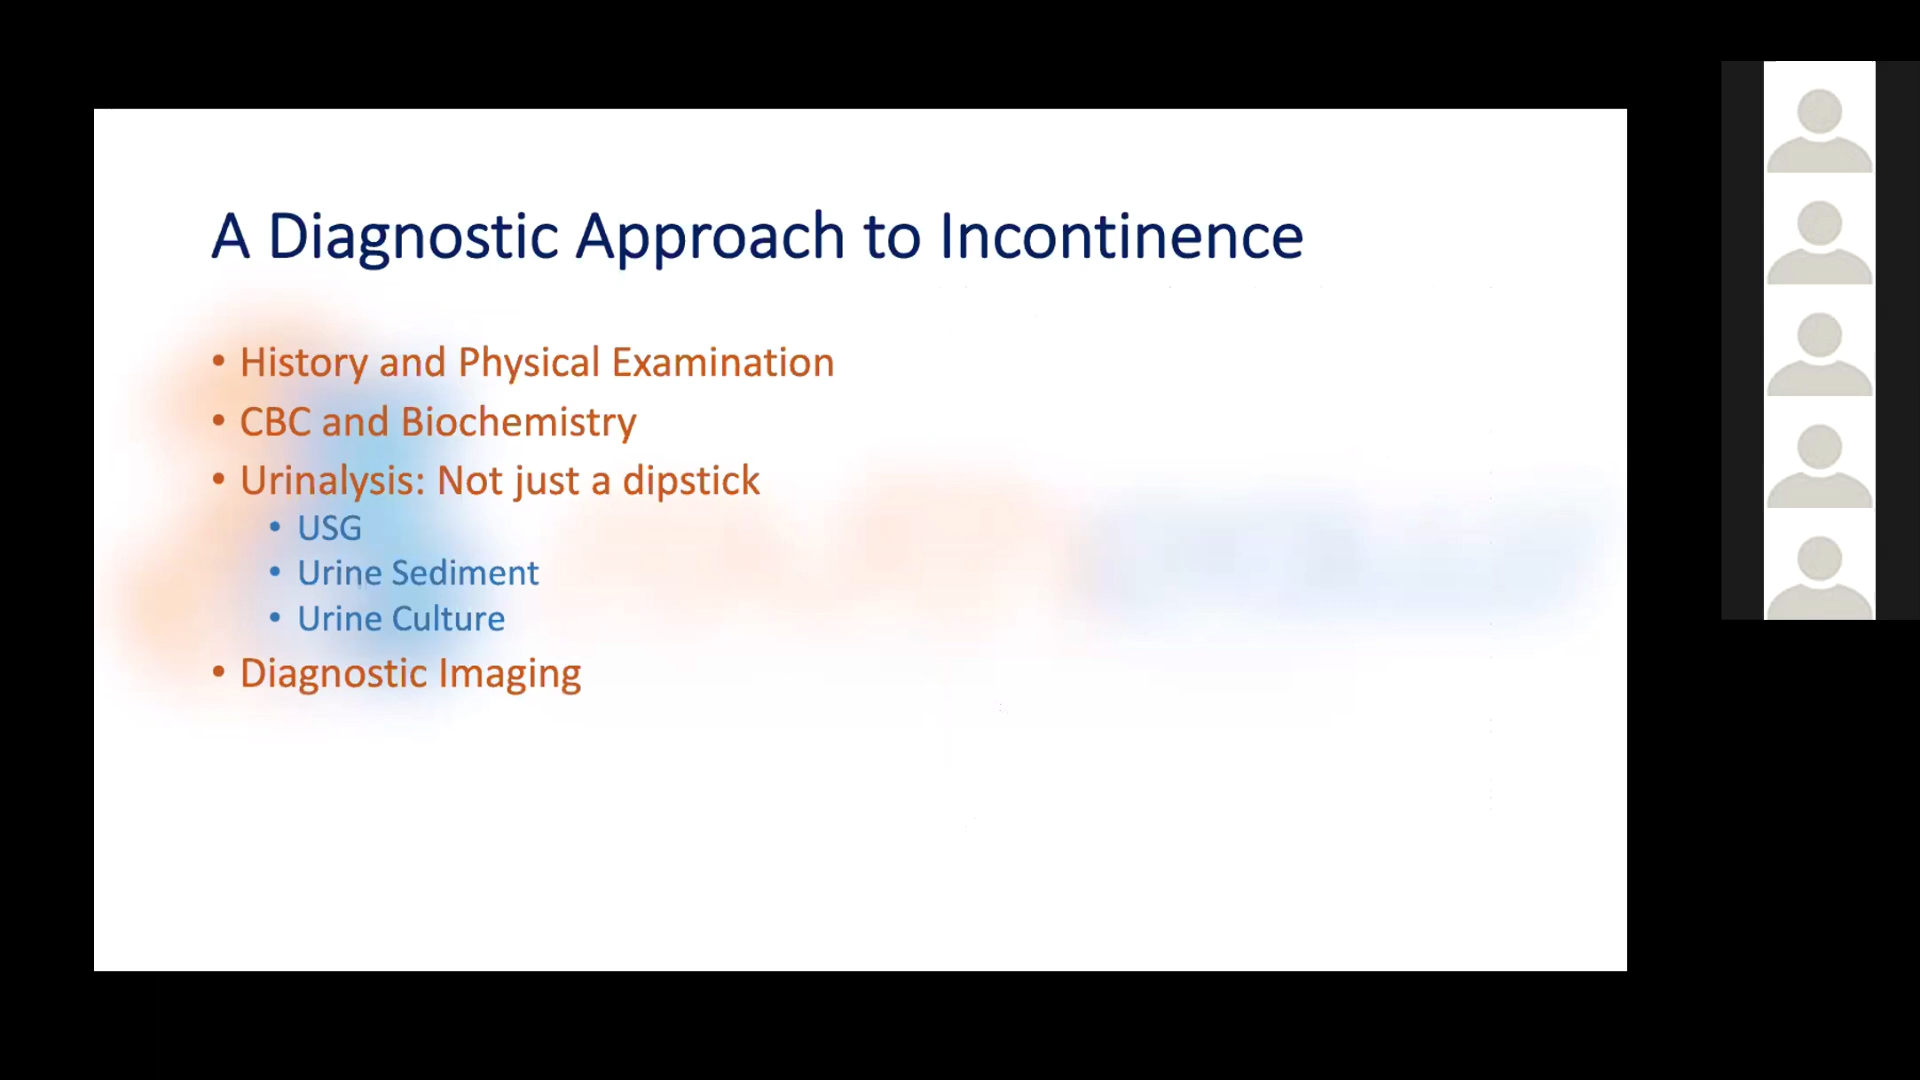 A Diagnostic Approach to Incontinence
• History and Physical Examination
• CBC and Biochemistry
• Urinalysis: Not just a dipstick
• USG
• Urine Sediment
• Urine Culture
• Diagnostic Imaging